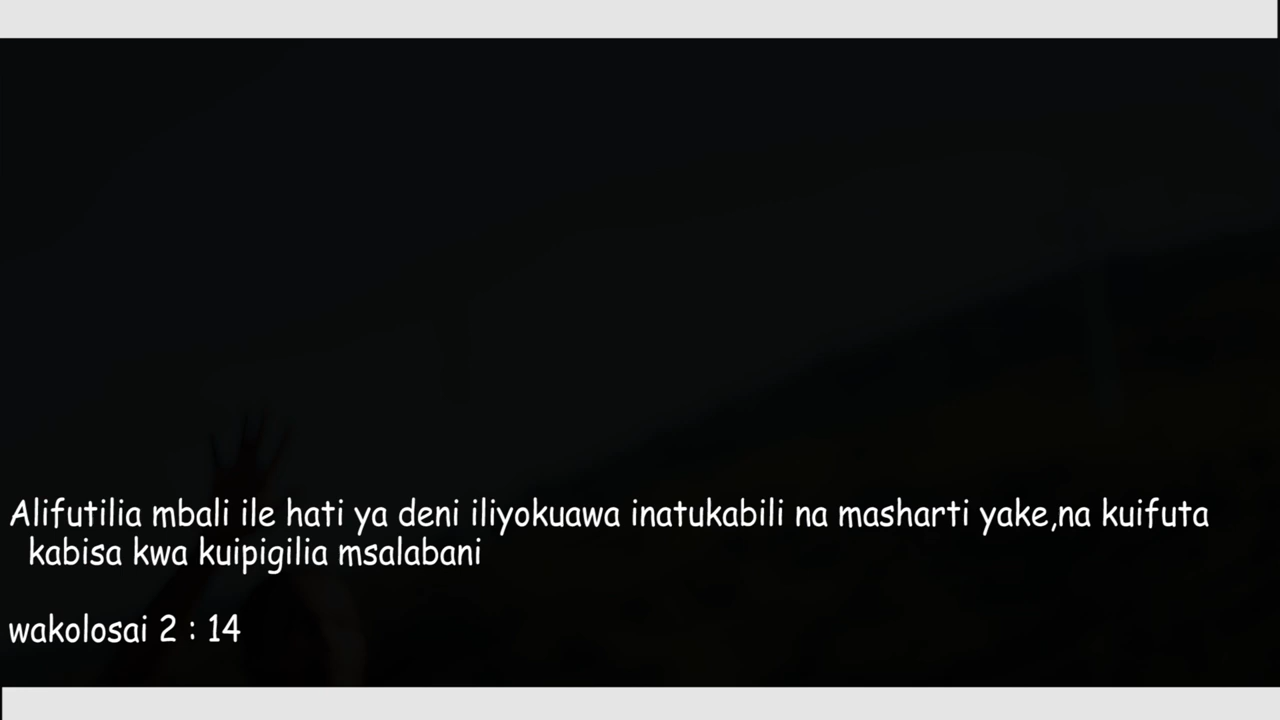 Alifutilia mbali ile hati ya deni iliyokuawa inatukabili na masharti yake,na kuifuta
kabisa kwa kuipigilia msalabani
wakolosai 2 : 14